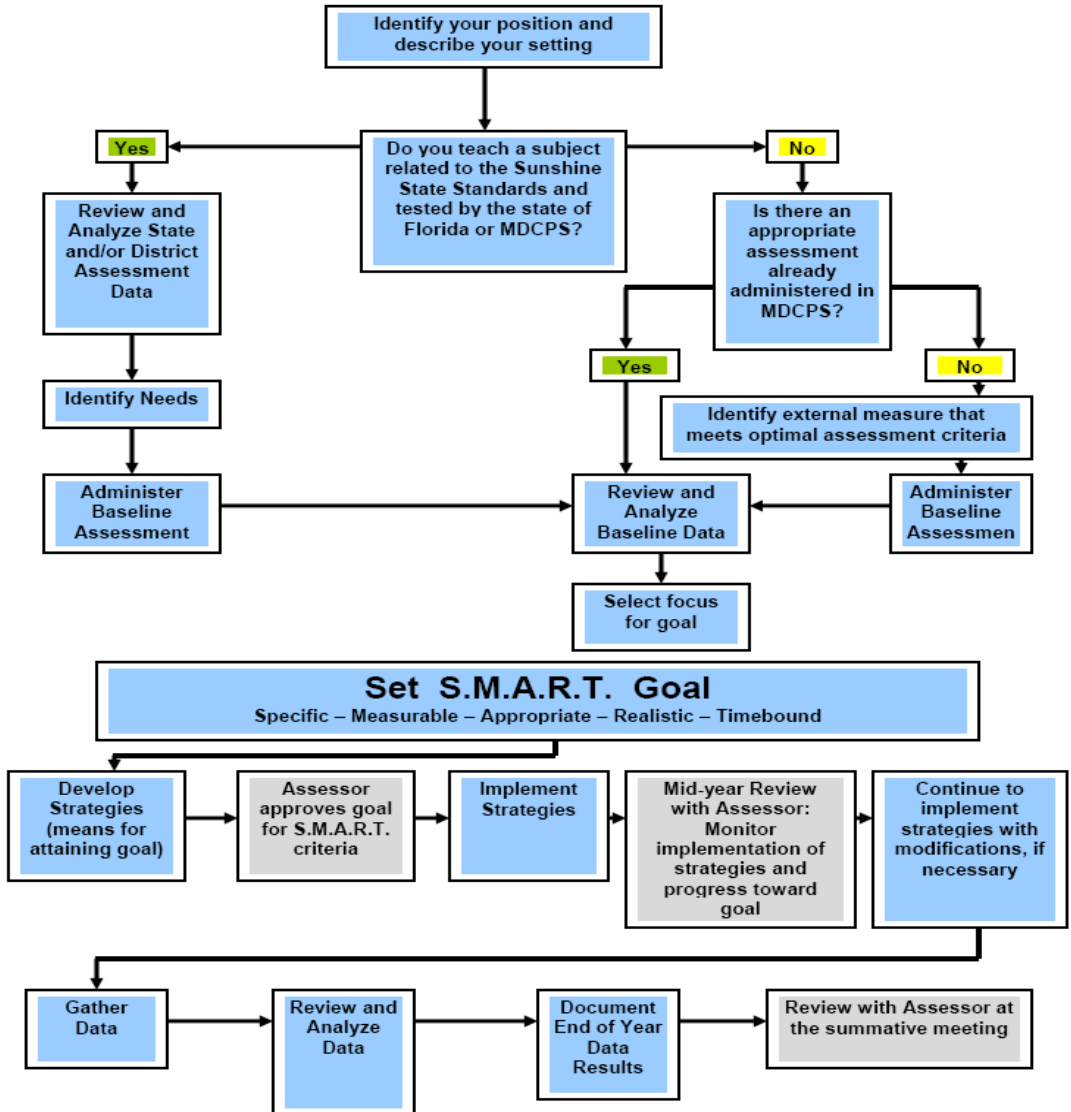 Identify your position and
describe your setting
Yes
Do you teach a subject
related to the Sunshine
State Standards and
tested by the state of
Florida or MDCPS?
No
Review and
Analyze State
and/or District
Assessment
Data
Is there an
appropriate
assessment
already
administered in
MDCPS?
Identify Needs
Yes
No
Identify external measure that
meets optimal assessment criteria
Administer
Baseline
Assessment
Review and
Analyze
Baseline Data
Administer
Baseline
Assessmen
Select focus
for goal
Set S.M.A.R.T. Goal
Specific – Measurable – Appropriate – Realistic – Timebound
Develop
Strategies
(means for
attaining goal)
Assessor
approves goal
for S.M.A.R.T.
criteria
Implement
Strategies
Mid-year Review
with Assessor:
Monitor
implementation of
strategies and
progress toward
goal
Continue to
implement
strategies with
modifications, if
necessary
Gather
Data
Review and
Analyze
Data
Document
End of Year
Data
Results
Review with Assessor at
the summative meeting